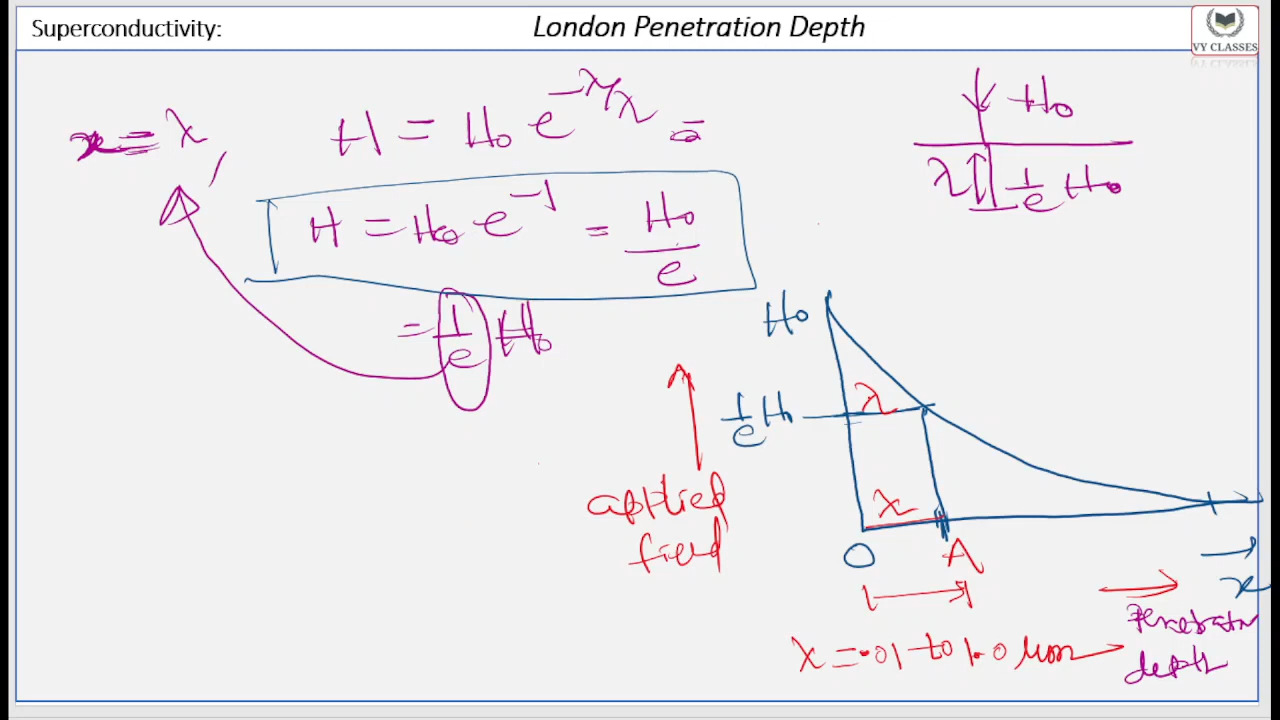 Superconductivity:
London Penetration Depth
VY CLASSES
x = λ
H = H₀ e^(-λ/λ) =
H = H₀ e^(-1) = H₀/e
= 1/e H₀
H₀
λ 1/e H₀
H₀
1/e H₀
λ
λ
applied
field
O
A
x
λ = .01 to 1.0 μm
Penetration
depth